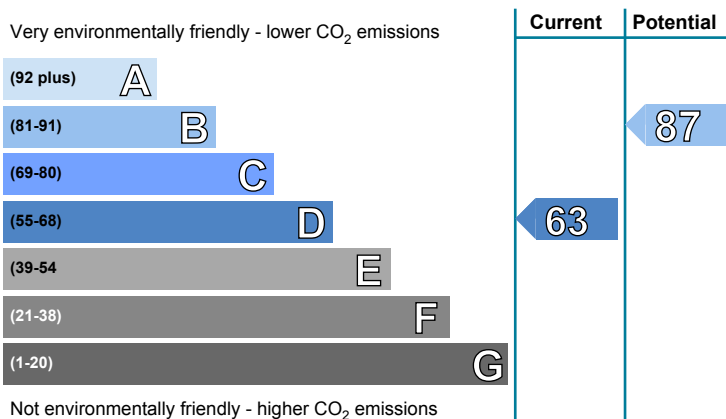 Current Potential
Very environmentally friendly - lower CO2 emissions
(92 plus) A
(81-91) B 87
(69-80) C
(55-68) D 63
(39-54 E
(21-38) F
(1-20) G
Not environmentally friendly - higher CO2 emissions